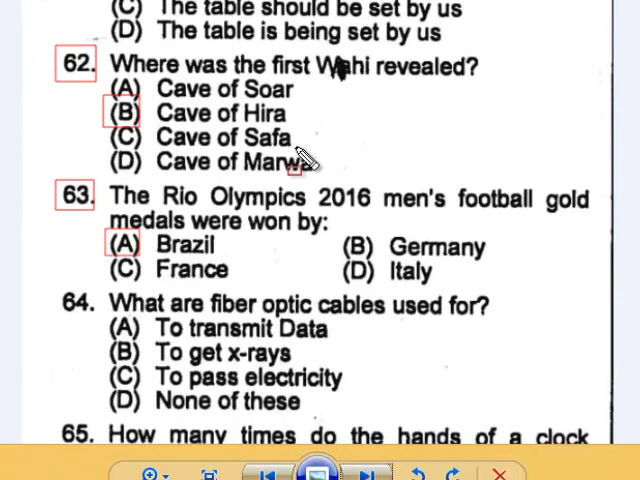 (C) The table should be set by us
(D) The table is being set by us
62. Where was the first Wahi revealed?
(A) Cave of Soar
(B) Cave of Hira
(C) Cave of Safa
(D) Cave of Marwa
63. The Rio Olympics 2016 men's football gold
medals were won by:
(A) Brazil (B) Germany
(C) France (D) Italy
64. What are fiber optic cables used for?
(A) To transmit Data
(B) To get x-rays
(C) To pass electricity
(D) None of these
65. How many times do the hands of a clock